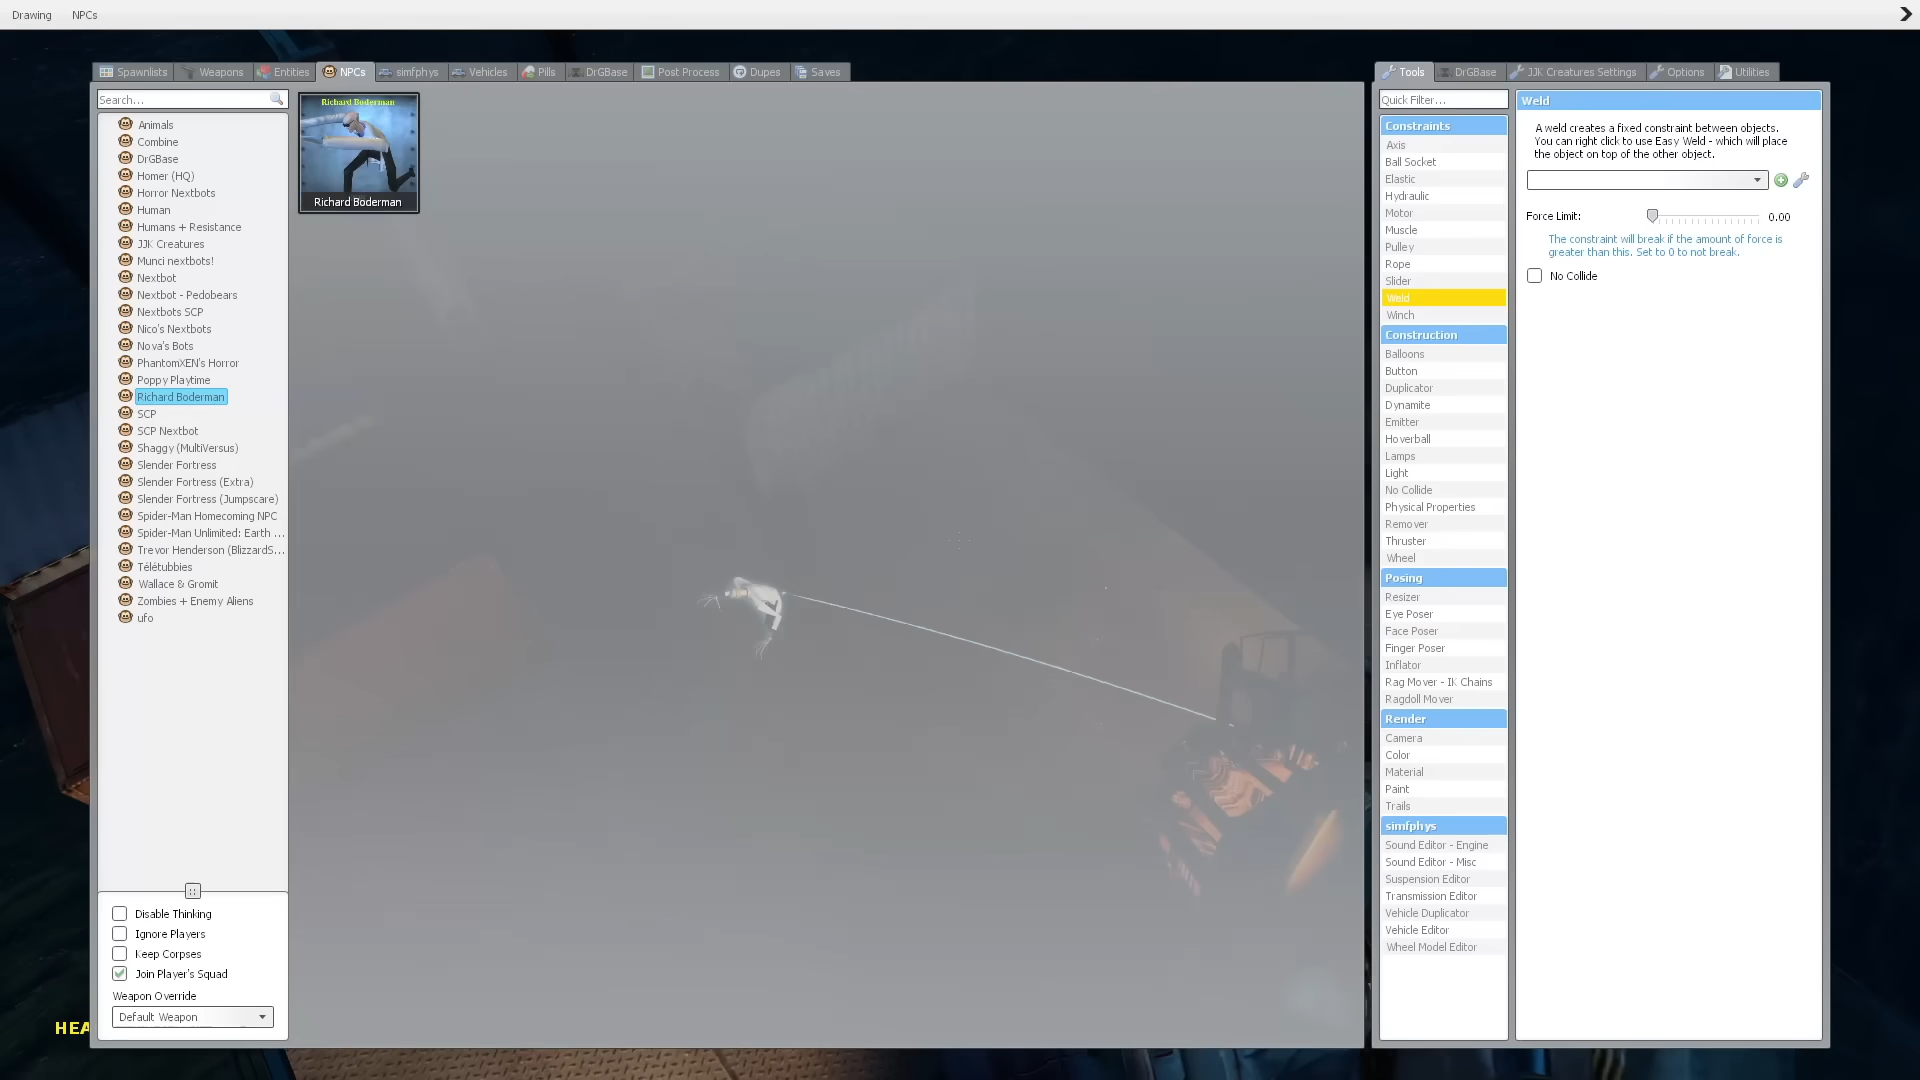 Drawing NPCs
Spawnlists Weapons Entities NPCs simfphys Vehicles Pills DrGBase Post Process Dupes Saves
Tools DrGBase JJK Creatures Settings Options Utilities
Search...
Animals
Combine
DrGBase
Homer (HQ)
Horror Nextbots
Human
Humans + Resistance
JJK Creatures
Munci nextbots!
Nextbot
Nextbot - Pedobears
Nextbots SCP
Nico's Nextbots
Nova's Bots
PhantomXEN's Horror
Poppy Playtime
Richard Boderman
SCP
SCP Nextbot
Shaggy (MultiVersus)
Slender Fortress
Slender Fortress (Extra)
Slender Fortress (Jumpscare)
Spider-Man Homecoming NPC
Spider-Man Unlimited: Earth ...
Trevor Henderson (BlizzardS...
Télétubbies
Wallace & Gromit
Zombies + Enemy Aliens
ufo
Disable Thinking
Ignore Players
Keep Corpses
Join Player's Squad
Weapon Override
Default Weapon
HEA
Richard Boderman
Richard Boderman
Quick Filter...
Constraints
Axis
Ball Socket
Elastic
Hydraulic
Motor
Muscle
Pulley
Rope
Slider
Weld
Winch
Construction
Balloons
Button
Duplicator
Dynamite
Emitter
Hoverball
Lamps
Light
No Collide
Physical Properties
Remover
Thruster
Wheel
Posing
Resizer
Eye Poser
Face Poser
Finger Poser
Inflator
Rag Mover - IK Chains
Ragdoll Mover
Render
Camera
Color
Material
Paint
Trails
simfphys
Sound Editor - Engine
Sound Editor - Misc
Suspension Editor
Transmission Editor
Vehicle Duplicator
Vehicle Editor
Wheel Model Editor
Weld
A weld creates a fixed constraint between objects.
You can right click to use Easy Weld - which will place
the object on top of the other object.
Force Limit: 0.00
The constraint will break if the amount of force is
greater than this. Set to 0 to not break.
No Collide